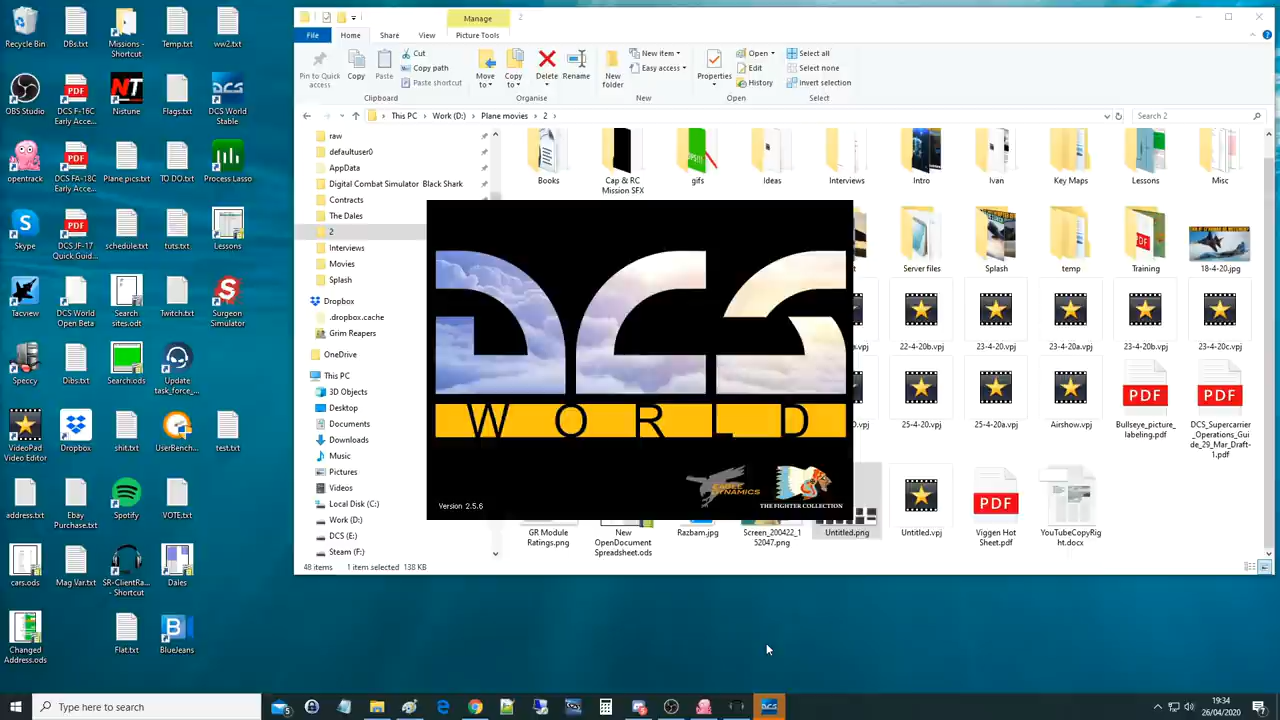 Recycle Bin
DBs.txt
Missions -
Shortcut
Temp.txt
ww2.txt
OBS Studio
DCS F-16C
Early Acce...
Nistune
Flags.txt
DCS World
Stable
opentrack
DCS FA-18C
Early Acce...
Plane pics.txt
TO DO.txt
Process Lasso
Skype
DCS JF-17
Quick Guid...
schedule.txt
tuts.txt
Lessons
Tacview
DCS World
Open Beta
Search
sites.odt
Twitch.txt
Surgeon
Simulator
Speccy
Dibs.txt
Search.ods
Update
task_force_...
VideoPad
Video Editor
Dropbox
shit.txt
UserBenc...
test.txt
address.txt
Ebay
Purchase.txt
Spotify
VOTE.txt
cars.ods
Mag Var.txt
SR-ClientRa...
- Shortcut
Dales
Changed
Address.ods
Flat.txt
BlueJeans
Manage
2
File
Home
Share
View
Picture Tools
Pin to Quick
access
Copy
Paste
Cut
Copy path
Paste shortcut
Clipboard
Move
to
Copy
to
Delete
Rename
Organise
New
folder
New item
Easy access
New
Properties
Open
Edit
History
Open
Select all
Select none
Invert selection
Select
This PC
Work (D:)
Plane movies
2
Search 2
raw
defaultuser0
AppData
Digital Combat Simulator Black Shark
Contracts
The Dales
2
Interviews
Movies
Splash
Dropbox
.dropbox.cache
Grim Reapers
OneDrive
This PC
3D Objects
Desktop
Documents
Downloads
Music
Pictures
Videos
Local Disk (C:)
Work (D:)
DCS (E:)
Steam (F:)
Books
Cap & RC
Mission SFX
gifs
Ideas
Interviews
Intro
Ivan
Key Maps
Lessons
Misc
Server files
Splash
temp
Training
18-4-20.jpg
22-4-20b.vpj
23-4-20.vpj
23-4-20a.vpj
23-4-20b.vpj
23-4-20c.vpj
25-4-20.vpj
25-4-20a.vpj
Airshow.vpj
Bullseye_picture_
labeling.pdf
DCS_Supercarrier
_Operations_Gui
de_29_Mar_Draft-
1.pdf
GR Module
Ratings.png
New
OpenDocument
Spreadsheet.ods
Razbam.jpg
Screen_200422_1
52047.png
Untitled.png
Untitled.vpj
Viggen Hot
Sheet.pdf
YouTubeCopyRig
ht.docx
DCS
WORLD
Version 2.5.6
EAGLE
DYNAMICS
THE FIGHTER COLLECTION
48 items
1 item selected
138 KB
Type here to search
19:34
26/04/2020